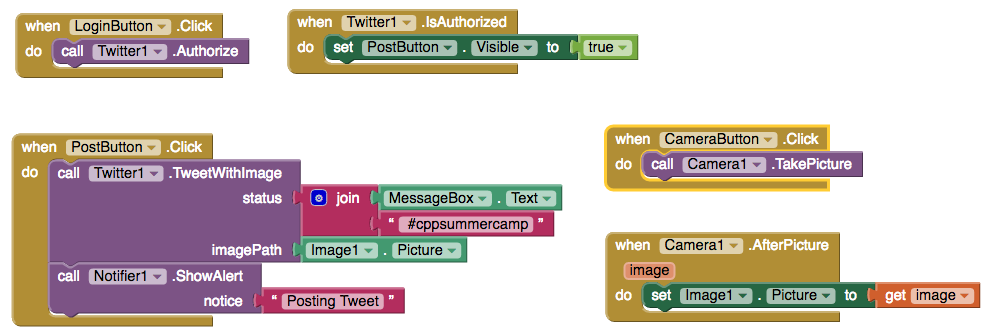 when LoginButton .Click
do call Twitter1 .Authorize
when Twitter1 .IsAuthorized
do set PostButton . Visible to true
when PostButton .Click
do call Twitter1 .TweetWithImage
status join MessageBox . Text
" #cppsummercamp "
imagePath Image1 . Picture
call Notifier1 .ShowAlert
notice " Posting Tweet "
when CameraButton .Click
do call Camera1 .TakePicture
when Camera1 .AfterPicture
image
do set Image1 . Picture to get image